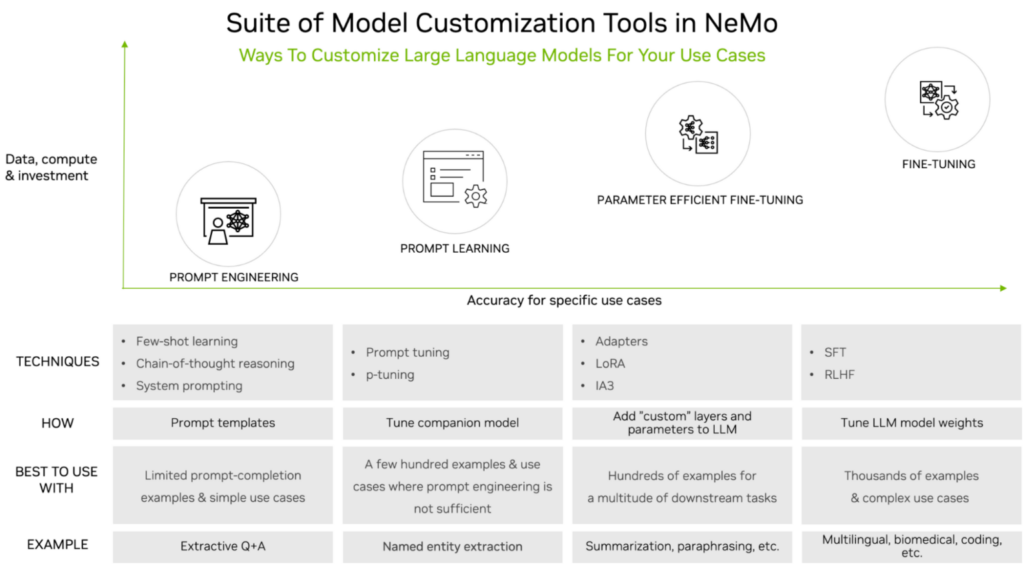 Suite of Model Customization Tools in NeMo
Ways To Customize Large Language Models For Your Use Cases
Data, compute
& investment
PROMPT ENGINEERING
PROMPT LEARNING
PARAMETER EFFICIENT FINE-TUNING
FINE-TUNING
Accuracy for specific use cases
TECHNIQUES
• Few-shot learning
• Chain-of-thought reasoning
• System prompting
• Prompt tuning
• p-tuning
• Adapters
• LoRA
• IA3
• SFT
• RLHF
HOW
Prompt templates
Tune companion model
Add "custom" layers and
parameters to LLM
Tune LLM model weights
BEST TO USE
WITH
Limited prompt-completion
examples & simple use cases
A few hundred examples & use
cases where prompt engineering is
not sufficient
Hundreds of examples for
a multitude of downstream tasks
Thousands of examples
& complex use cases
EXAMPLE
Extractive Q+A
Named entity extraction
Summarization, paraphrasing, etc.
Multilingual, biomedical, coding,
etc.